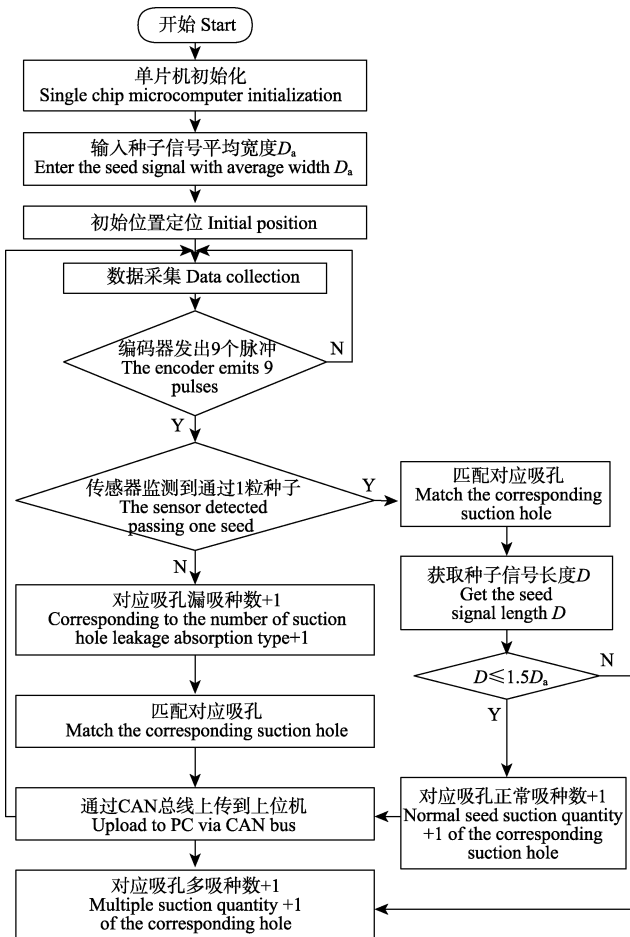 开始 Start
单片机初始化
Single chip microcomputer initialization
输入种子信号平均宽度Da
Enter the seed signal with average width Da
初始位置定位 Initial position
数据采集 Data collection
编码器发出9个脉冲
The encoder emits 9
pulses
N
Y
传感器监测到通过1粒种子
The sensor detected
passing one seed
Y
N
匹配对应吸孔
Match the corresponding
suction hole
获取种子信号长度D
Get the seed
signal length D
D≤1.5Da
N
Y
对应吸孔漏吸种数+1
Corresponding to the number of suction
hole leakage absorption type+1
匹配对应吸孔
Match the corresponding suction hole
通过CAN总线上传到上位机
Upload to PC via CAN bus
对应吸孔正常吸种数+1
Normal seed suction quantity
+1 of the corresponding
suction hole
对应吸孔多吸种数+1
Multiple suction quantity +1
of the corresponding hole